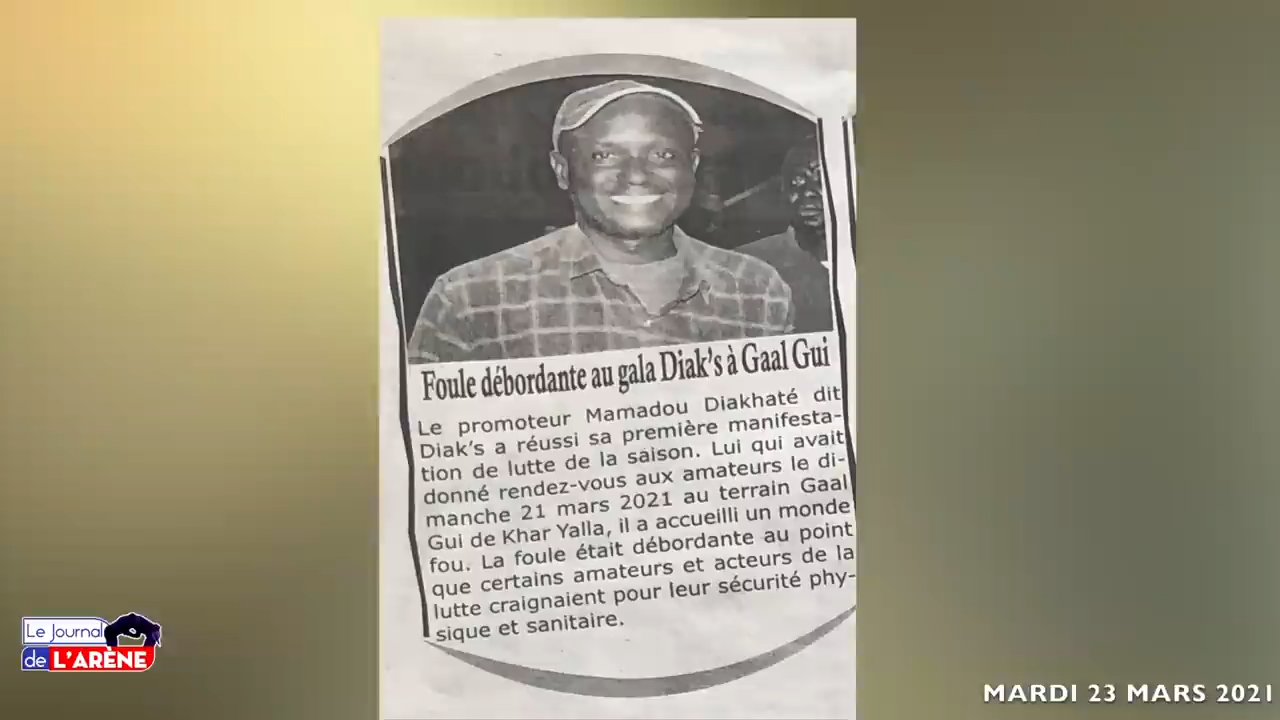 Foule débordante au gala Diak's à Gaal Gui
Le promoteur Mamadou Diakhaté dit
Diak's a réussi sa première manifesta-
tion de lutte de la saison. Lui qui avait
donné rendez-vous aux amateurs le di-
manche 21 mars 2021 au terrain Gaal
Gui de Khar Yalla, il a accueilli un monde
fou. La foule était débordante au point
que certains amateurs et acteurs de la
lutte craignaient pour leur sécurité phy-
sique et sanitaire.
Le Journal
de L'ARÈNE
MARDI 23 MARS 2021